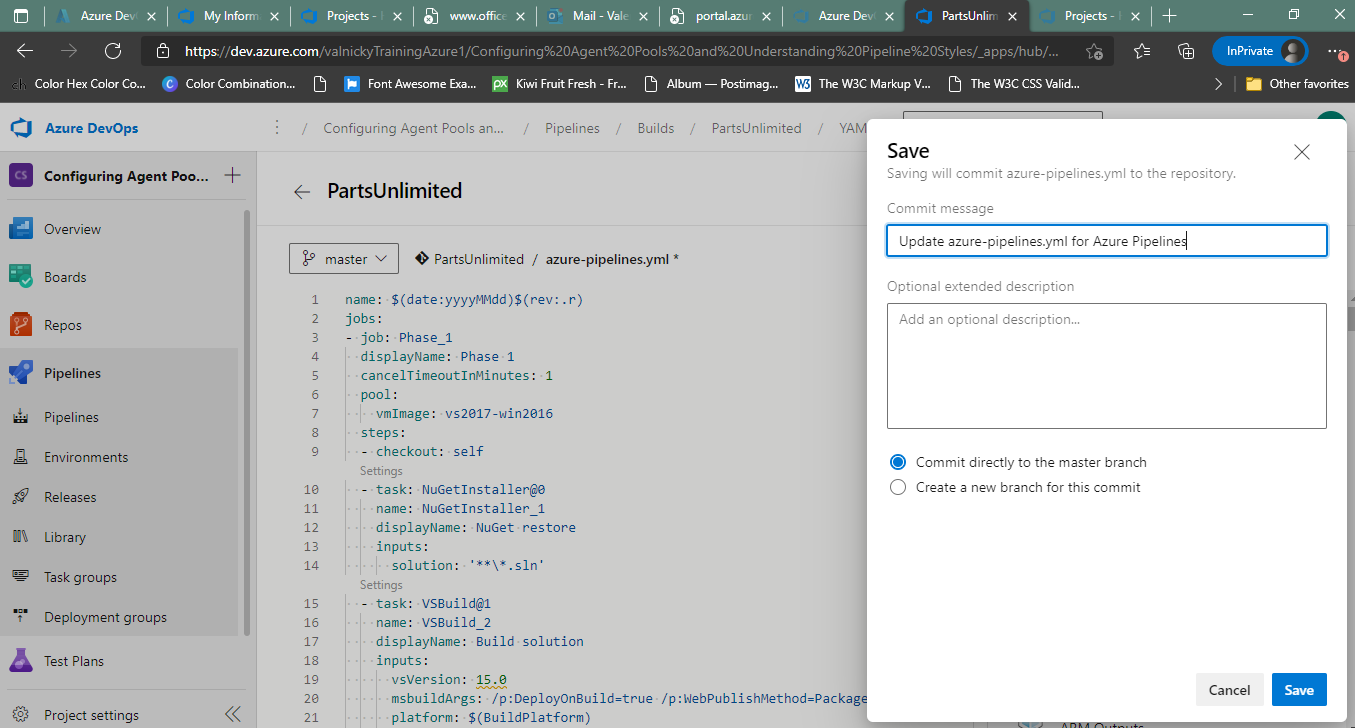 Azure Dev
My Inform
Projects -
www.office
Mail - Vale
portal.azur
Azure Dev
PartsUnlim
Projects -
https://dev.azure.com/valnickyTrainingAzure1/Configuring%20Agent%20Pools%20and%20Understanding%20Pipeline%20Styles/_apps/hub/...
InPrivate
Color Hex Color Co...
Color Combination...
Font Awesome Exa...
Kiwi Fruit Fresh - Fr...
Album — Postimag...
The W3C Markup V...
The W3C CSS Valid...
Other favorites
Azure DevOps
/ Configuring Agent Pools an... / Pipelines / Builds / PartsUnlimited / YAM
CS Configuring Agent Poo... +
Overview
Boards
Repos
Pipelines
Pipelines
Environments
Releases
Library
Task groups
Deployment groups
Test Plans
Project settings
PartsUnlimited
master
PartsUnlimited / azure-pipelines.yml *
1 name: $(date:yyyyMMdd)$(rev:.r)
2 jobs:
3 - job: Phase_1
4 displayName: Phase 1
5 cancelTimeoutInMinutes: 1
6 pool:
7 vmImage: vs2017-win2016
8 steps:
9 - checkout: self
Settings
10 - task: NuGetInstaller@0
11 name: NuGetInstaller_1
12 displayName: NuGet restore
13 inputs:
14 solution: '**\*.sln'
Settings
15 - task: VSBuild@1
16 name: VSBuild_2
17 displayName: Build solution
18 inputs:
19 vsVersion: 15.0
20 msbuildArgs: /p:DeployOnBuild=true /p:WebPublishMethod=Package
21 platform: $(BuildPlatform)
Save
Saving will commit azure-pipelines.yml to the repository.
Commit message
Update azure-pipelines.yml for Azure Pipelines
Optional extended description
Add an optional description...
Commit directly to the master branch
Create a new branch for this commit
Cancel
Save